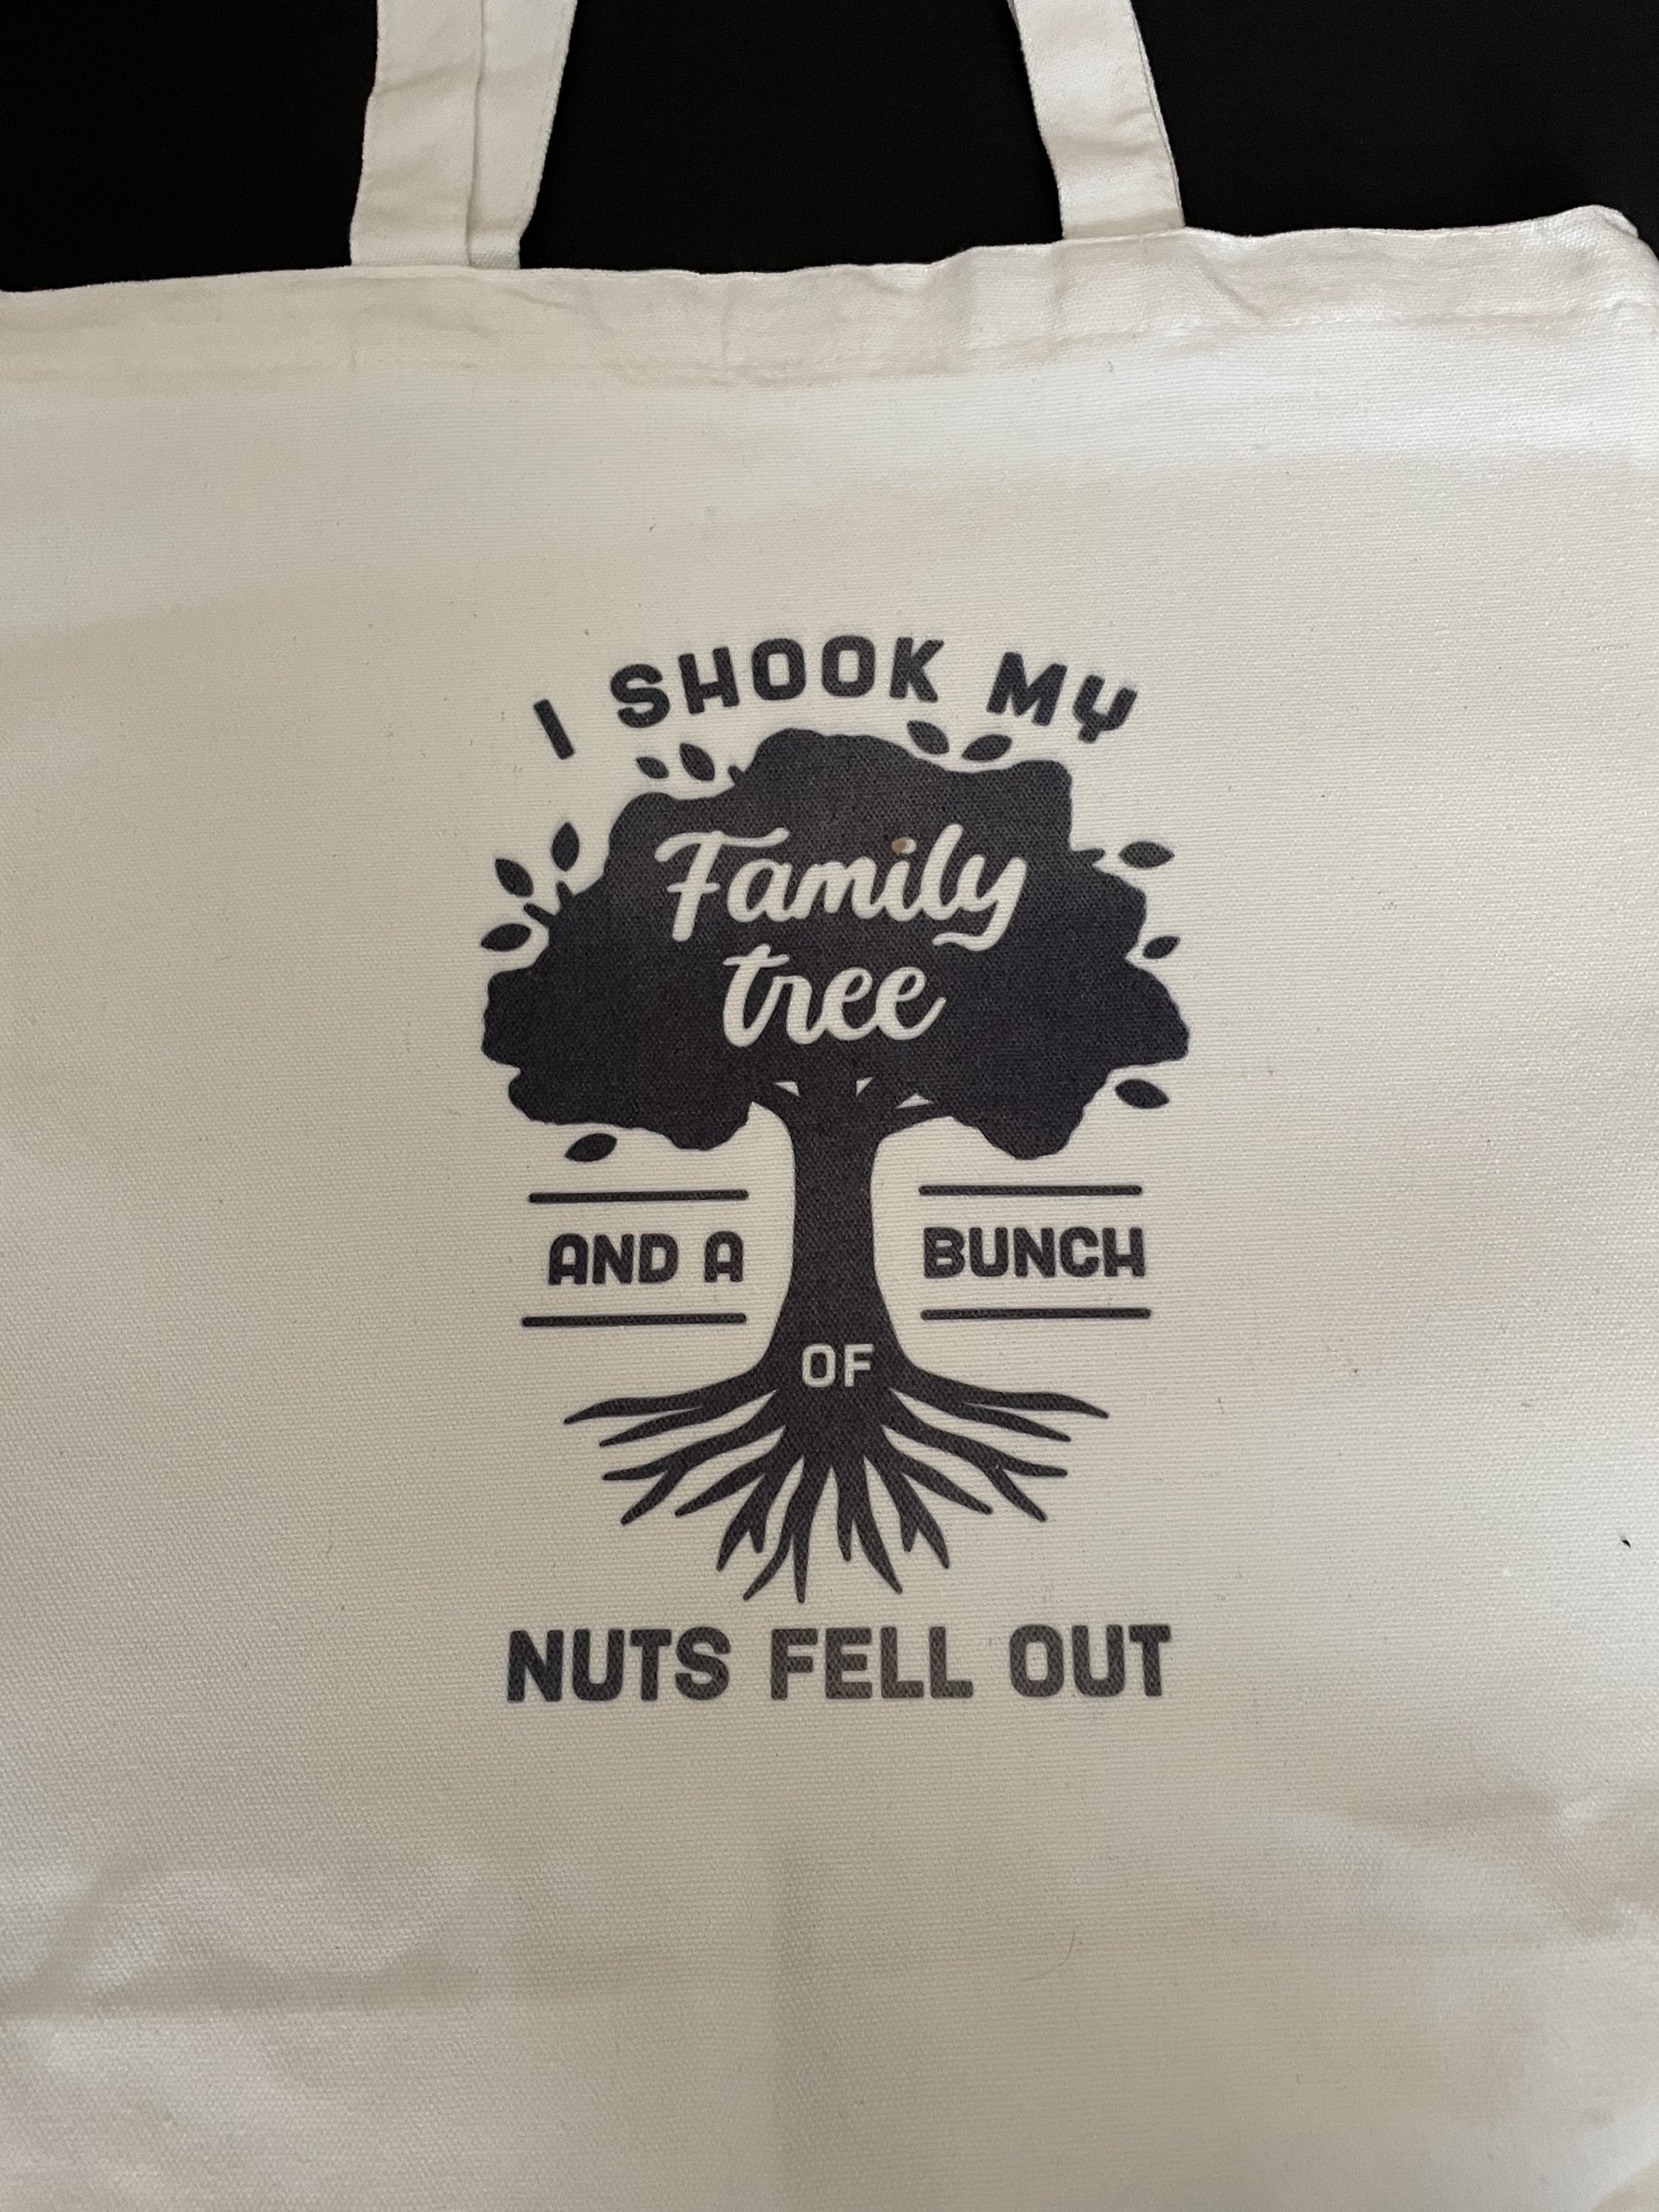 I SHOOK MY
Family
tree
AND A BUNCH
OF
NUTS FELL OUT